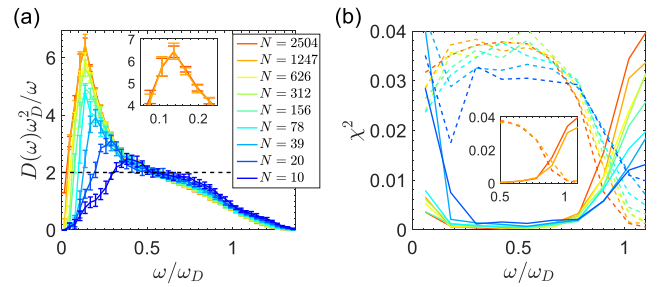 (a)
D(ω)ω_D^2/ω
6
4
2
0
0
0.5
1
ω/ω_D
7
6
5
4
0.1
0.2
N = 2504
N = 1247
N = 626
N = 312
N = 156
N = 78
N = 39
N = 20
N = 10
(b)
χ^2
0.04
0.03
0.02
0.01
0
0.5
1
ω/ω_D
0.04
0.02
0
0.5
1